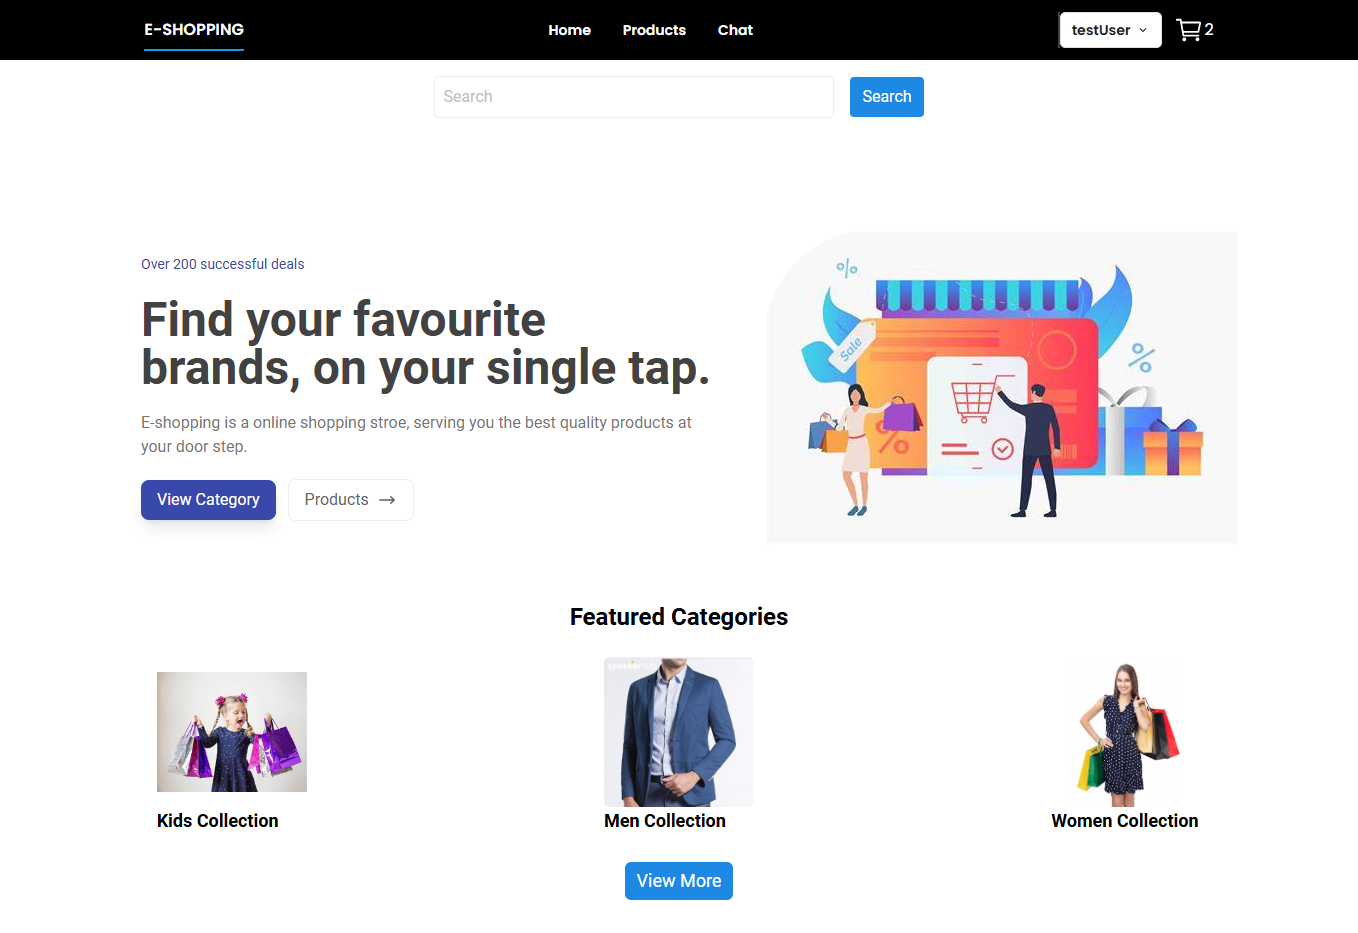 E-SHOPPING
Home Products Chat
testUser
2
Search
Search
Over 200 successful deals
Find your favourite
brands, on your single tap.
E-shopping is a online shopping stroe, serving you the best quality products at
your door step.
View Category
Products
%
Sale
%
%
Featured Categories
Kids Collection
Men Collection
Women Collection
View More